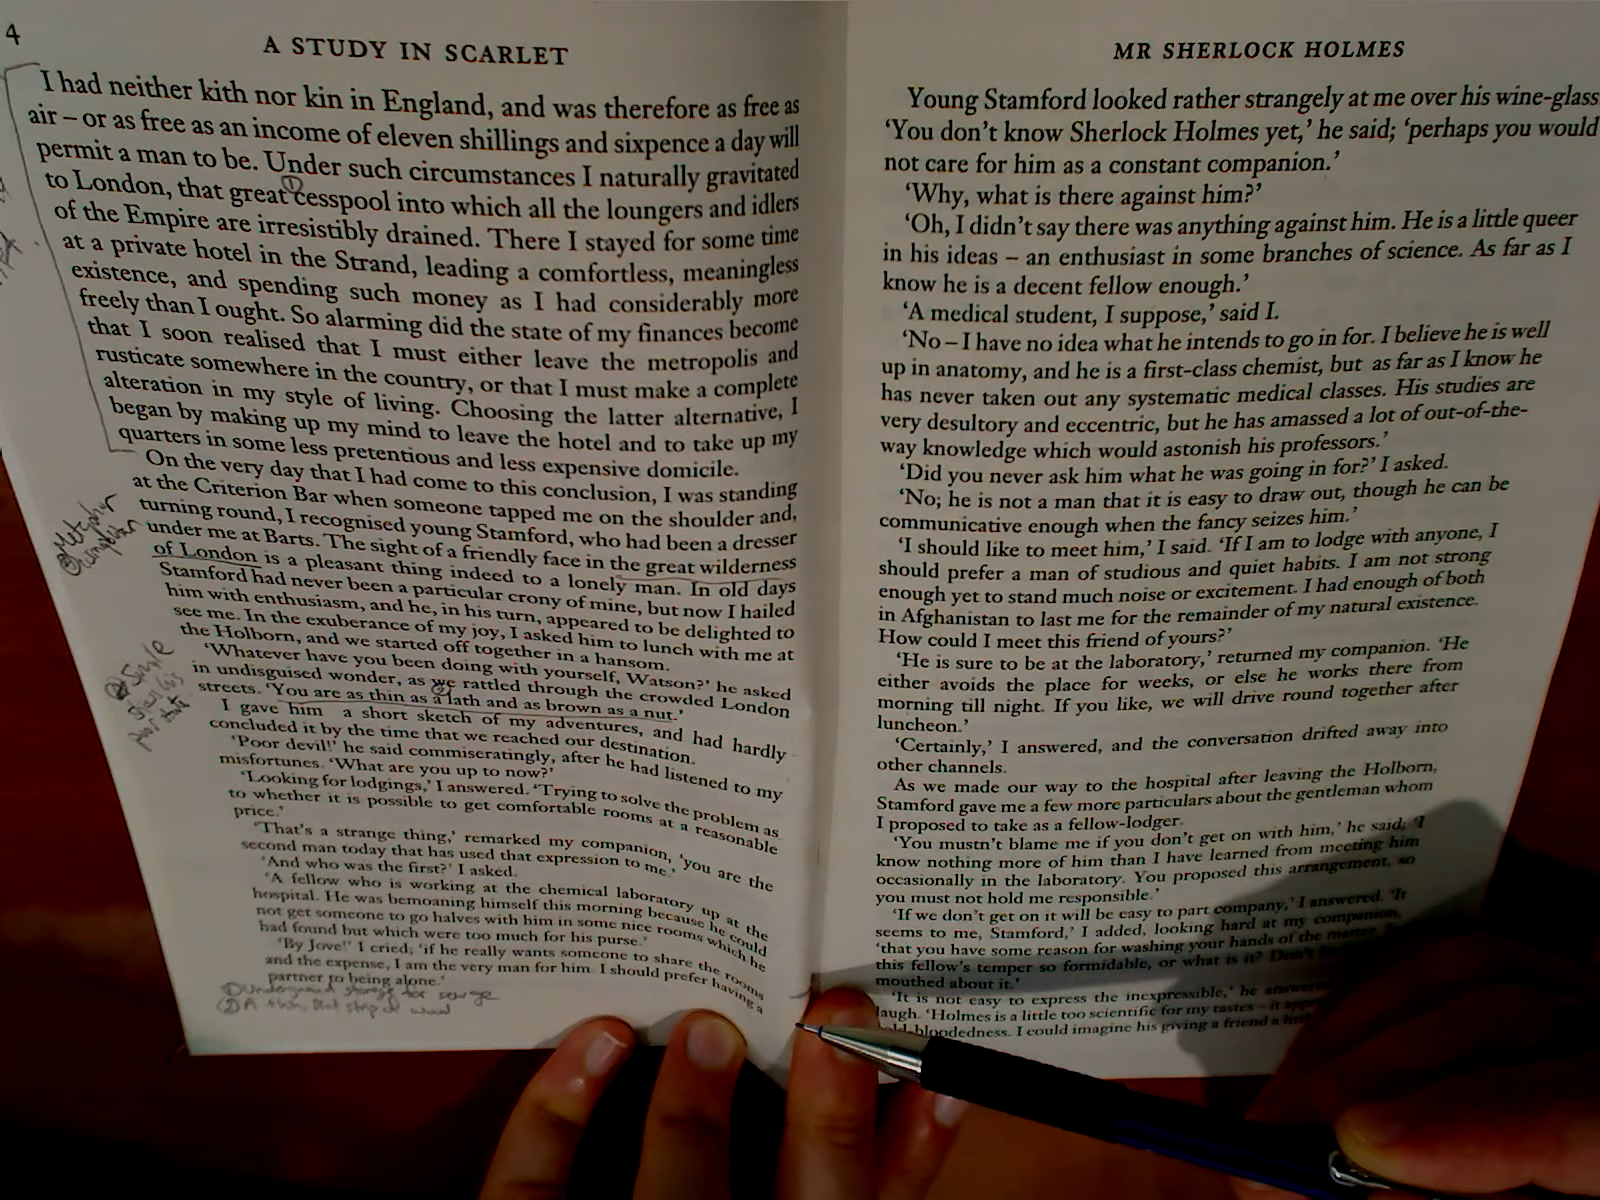 4
A STUDY IN SCARLET
I had neither kith nor kin in England, and was therefore as free as
air – or as free as an income of eleven shillings and sixpence a day will
permit a man to be. Under such circumstances I naturally gravitated
to London, that great ① cesspool into which all the loungers and idlers
of the Empire are irresistibly drained. There I stayed for some time
at a private hotel in the Strand, leading a comfortless, meaningless
existence, and spending such money as I had considerably more
freely than I ought. So alarming did the state of my finances become
that I soon realised that I must either leave the metropolis and
rusticate somewhere in the country, or that I must make a complete
alteration in my style of living. Choosing the latter alternative, I
began by making up my mind to leave the hotel and to take up my
quarters in some less pretentious and less expensive domicile.
On the very day that I had come to this conclusion, I was standing
at the Criterion Bar when someone tapped me on the shoulder and,
turning round, I recognised young Stamford, who had been a dresser
under me at Barts. The sight of a friendly face in the great wilderness
of London is a pleasant thing indeed to a lonely man. In old days
Stamford had never been a particular crony of mine, but now I hailed
him with enthusiasm, and he, in his turn, appeared to be delighted to
see me. In the exuberance of my joy, I asked him to lunch with me at
the Holborn, and we started off together in a hansom.
‘Whatever have you been doing with yourself, Watson?’ he asked
in undisguised wonder, as we rattled through the crowded London
streets. ‘You are as thin as a ② lath and as brown as a nut.’
I gave him a short sketch of my adventures, and had hardly
concluded it by the time that we reached our destination.
‘Poor devil!’ he said commiseratingly, after he had listened to my
misfortunes. ‘What are you up to now?’
‘Looking for lodgings,’ I answered. ‘Trying to solve the problem as
to whether it is possible to get comfortable rooms at a reasonable
price.’
‘That’s a strange thing,’ remarked my companion, ‘you are the
second man today that has used that expression to me.’
‘And who was the first?’ I asked.
‘A fellow who is working at the chemical laboratory up at the
hospital. He was bemoaning himself this morning because he could
not get someone to go halves with him in some nice rooms which he
had found but which were too much for his purse.’
‘By Jove!’ I cried; ‘if he really wants someone to share the rooms
and the expense, I am the very man for him. I should prefer having a
partner to being alone.’
① Underground storage for sewage
② A thin, flat strip of wood
Metaphor
Simile
MR SHERLOCK HOLMES
Young Stamford looked rather strangely at me over his wine-glass
‘You don’t know Sherlock Holmes yet,’ he said; ‘perhaps you would
not care for him as a constant companion.’
‘Why, what is there against him?’
‘Oh, I didn’t say there was anything against him. He is a little queer
in his ideas – an enthusiast in some branches of science. As far as I
know he is a decent fellow enough.’
‘A medical student, I suppose,’ said I.
‘No – I have no idea what he intends to go in for. I believe he is well
up in anatomy, and he is a first-class chemist, but as far as I know he
has never taken out any systematic medical classes. His studies are
very desultory and eccentric, but he has amassed a lot of out-of-the-
way knowledge which would astonish his professors.’
‘Did you never ask him what he was going in for?’ I asked.
‘No; he is not a man that it is easy to draw out, though he can be
communicative enough when the fancy seizes him.’
‘I should like to meet him,’ I said. ‘If I am to lodge with anyone, I
should prefer a man of studious and quiet habits. I am not strong
enough yet to stand much noise or excitement. I had enough of both
in Afghanistan to last me for the remainder of my natural existence.
How could I meet this friend of yours?’
‘He is sure to be at the laboratory,’ returned my companion. ‘He
either avoids the place for weeks, or else he works there from
morning till night. If you like, we will drive round together after
luncheon.’
‘Certainly,’ I answered, and the conversation drifted away into
other channels.
As we made our way to the hospital after leaving the Holborn,
Stamford gave me a few more particulars about the gentleman whom
I proposed to take as a fellow-lodger.
‘You mustn’t blame me if you don’t get on with him,’ he said; ‘I
know nothing more of him than I have learned from meeting him
occasionally in the laboratory. You proposed this arrangement, so
you must not hold me responsible.’
‘If we don’t get on it will be easy to part company,’ I answered. ‘It
seems to me, Stamford,’ I added, looking hard at my companion,
‘that you have some reason for washing your hands of the matter.
this fellow’s temper so formidable, or what is it? Don’t
mouthed about it.’
‘It is not easy to express the inexpressible,’ he answered
laugh. ‘Holmes is a little too scientific for my tastes – it
cold-bloodedness. I could imagine his giving a friend a little